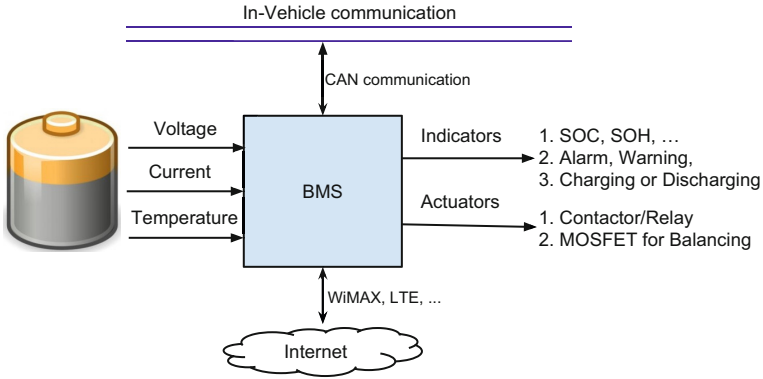 In-Vehicle communication
CAN communication
Voltage
Current
Temperature
BMS
Indicators
1. SOC, SOH, ...
2. Alarm, Warning,
3. Charging or Discharging
Actuators
1. Contactor/Relay
2. MOSFET for Balancing
WiMAX, LTE, ...
Internet